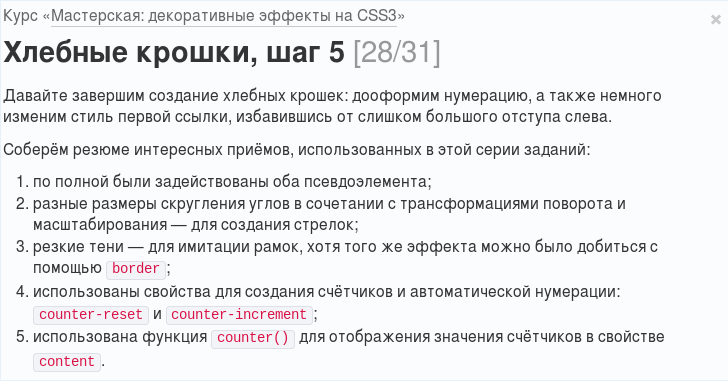 Курс «Мастерская: декоративные эффекты на CSS3»
×
Хлебные крошки, шаг 5 [28/31]
Давайте завершим создание хлебных крошек: дооформим нумерацию, а также немного
изменим стиль первой ссылки, избавившись от слишком большого отступа слева.
Соберём резюме интересных приёмов, использованных в этой серии заданий:
1. по полной были задействованы оба псевдоэлемента;
2. разные размеры скругления углов в сочетании с трансформациями поворота и
масштабирования — для создания стрелок;
3. резкие тени — для имитации рамок, хотя того же эффекта можно было добиться с
помощью border ;
4. использованы свойства для создания счётчиков и автоматической нумерации:
counter-reset и counter-increment ;
5. использована функция counter() для отображения значения счётчиков в свойстве
content .